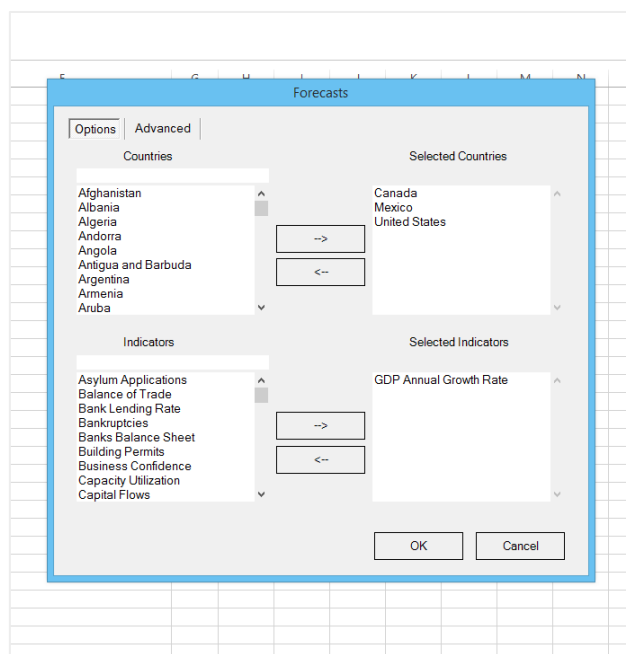 F G H I J K L M N
Forecasts
Options Advanced
Countries Selected Countries
Afghanistan
Albania
Algeria
Andorra
Angola
Antigua and Barbuda
Argentina
Armenia
Aruba
Canada
Mexico
United States
-->
<--
Indicators Selected Indicators
Asylum Applications
Balance of Trade
Bank Lending Rate
Bankruptcies
Banks Balance Sheet
Building Permits
Business Confidence
Capacity Utilization
Capital Flows
GDP Annual Growth Rate
-->
<--
OK Cancel